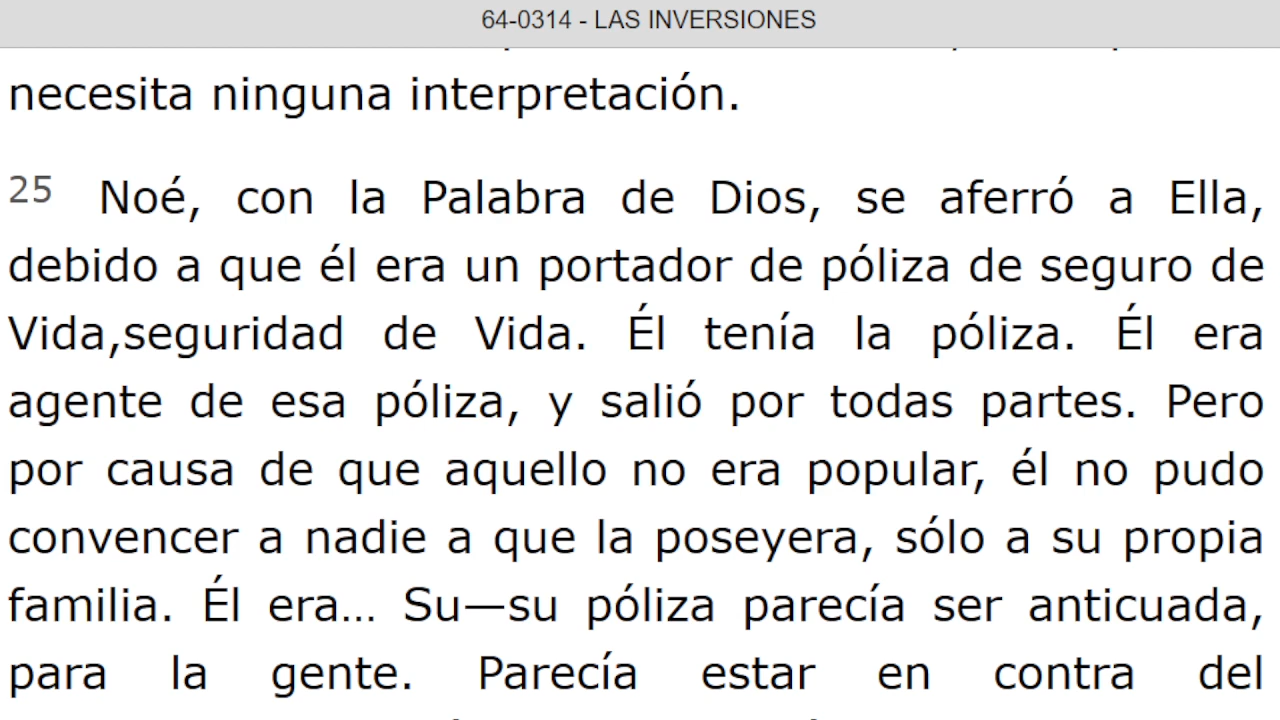 64-0314 - LAS INVERSIONES
necesita ninguna interpretación.
25 Noé, con la Palabra de Dios, se aferró a Ella,
debido a que él era un portador de póliza de seguro de
Vida,seguridad de Vida. Él tenía la póliza. Él era
agente de esa póliza, y salió por todas partes. Pero
por causa de que aquello no era popular, él no pudo
convencer a nadie a que la poseyera, sólo a su propia
familia. Él era... Su—su póliza parecía ser anticuada,
para la gente. Parecía estar en contra del